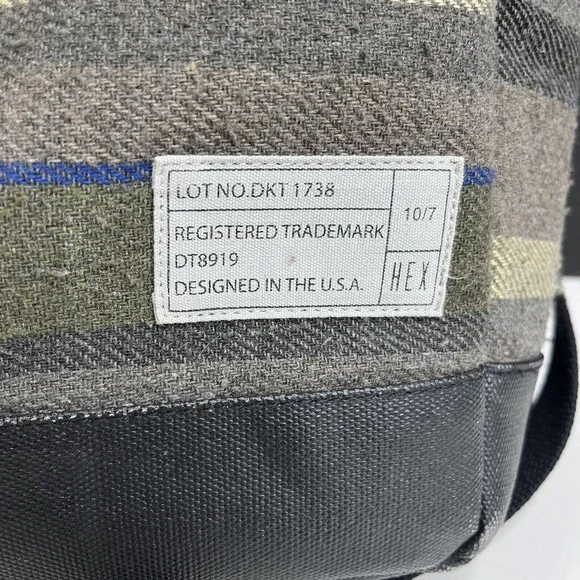 LOT NO.DKT 1738
REGISTERED TRADEMARK
DT8919
DESIGNED IN THE U.S.A.
10/7
HEX